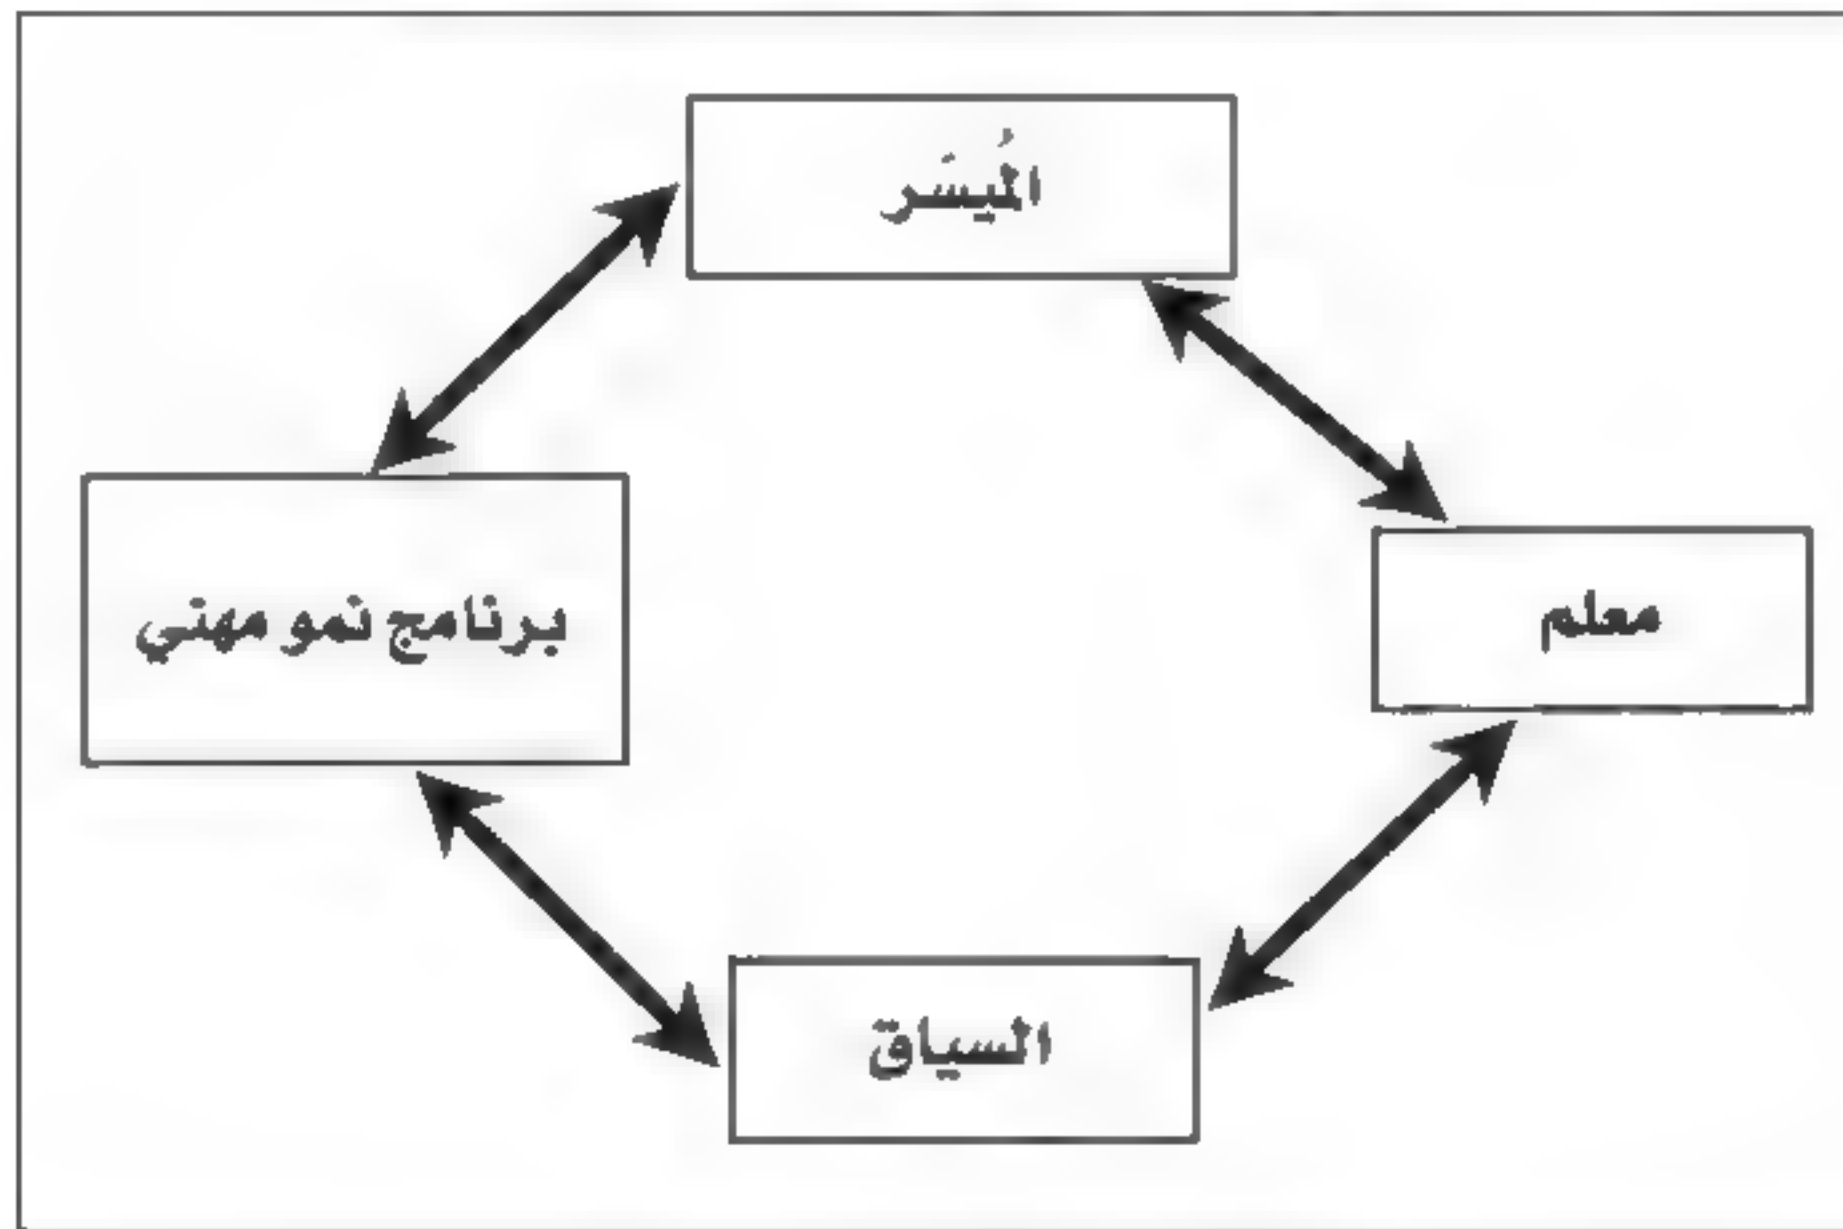 المُيسَر
معلم
برنامج نمو مهني
السياق